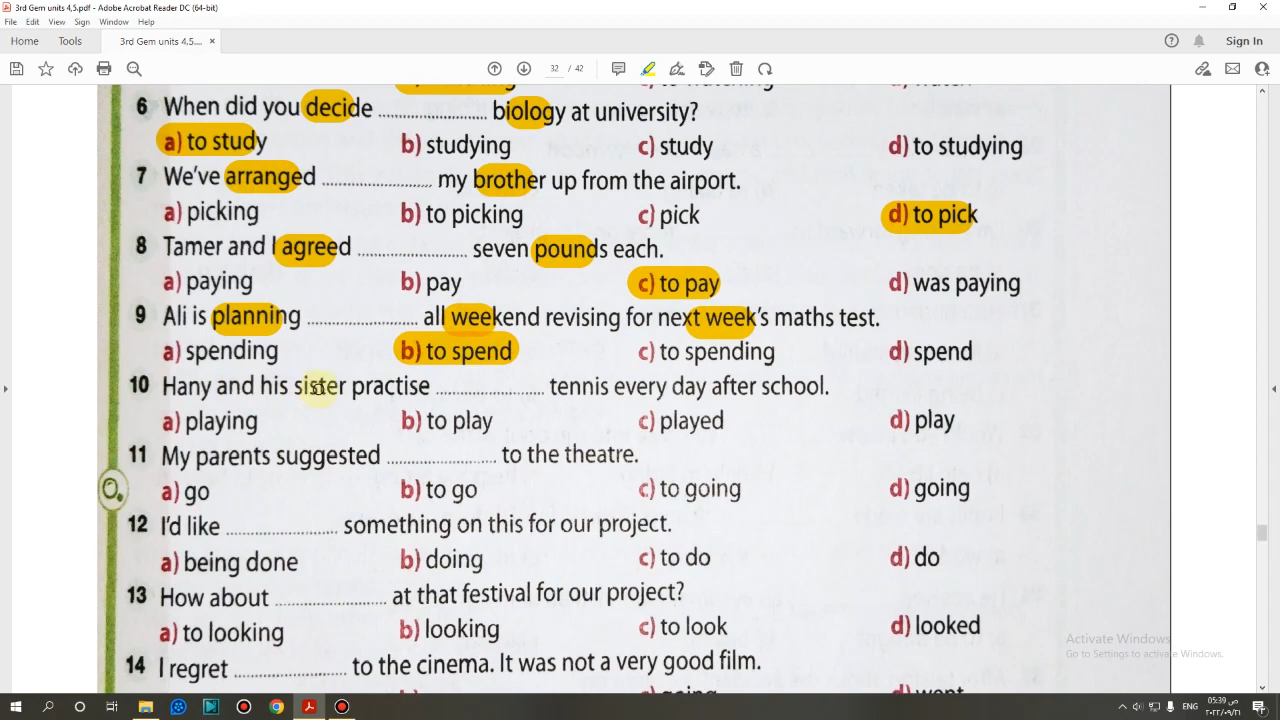 3rd Gem units 4,5.pdf - Adobe Acrobat Reader DC (64-bit)
File Edit View Sign Window Help
Home Tools 3rd Gem units 4,5.... × Sign In
32 / 42
6 When did you decide .................... biology at university?
a) to study b) studying c) study d) to studying
7 We've arranged .................... my brother up from the airport.
a) picking b) to picking c) pick d) to pick
8 Tamer and I agreed .................... seven pounds each.
a) paying b) pay c) to pay d) was paying
9 Ali is planning .................... all weekend revising for next week's maths test.
a) spending b) to spend c) to spending d) spend
10 Hany and his sister practise .................... tennis every day after school.
a) playing b) to play c) played d) play
11 My parents suggested .................... to the theatre.
a) go b) to go c) to going d) going
12 I'd like .................... something on this for our project.
a) being done b) doing c) to do d) do
13 How about .................... at that festival for our project?
a) to looking b) looking c) to look d) looked
14 I regret .................... to the cinema. It was not a very good film.
Activate Windows
Go to Settings to activate Windows.
ENG
05:39 ص